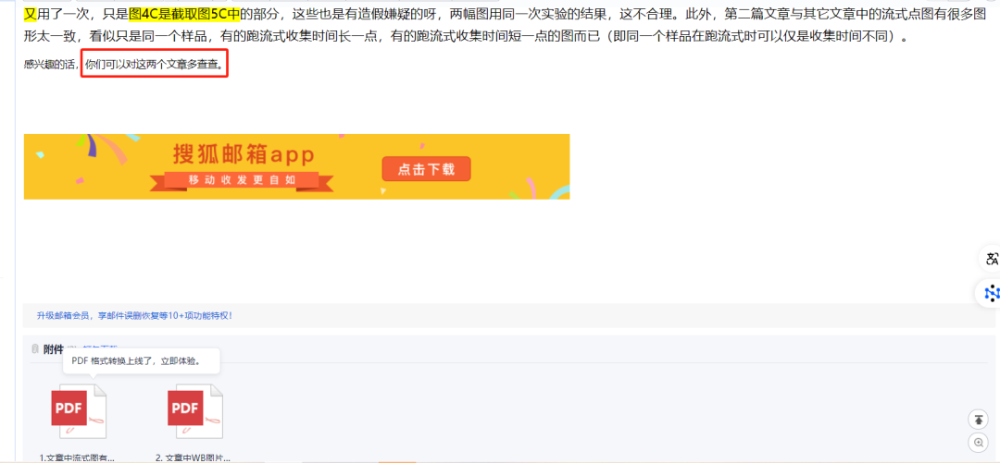 又用了一次，只是图4C是截取图5C中的部分，这些也是有造假嫌疑的呀，两幅图用同一次实验的结果，这不合理。此外，第二篇文章与其它文章中的流式点图有很多图
形太一致，看似只是同一个样品，有的跑流式收集时间长一点，有的跑流式收集时间短一点的图而已（即同一个样品在跑流式时可以仅是收集时间不同）。
感兴趣的话，你们可以对这两个文章多查查。
搜狐邮箱app
移动收发更自如
点击下载
升级邮箱会员，享邮件误删恢复等10+项功能特权！
附件
PDF 格式转换上线了，立即体验。
PDF
PDF
1.文章中流式图有...
2. 文章中WB图片...